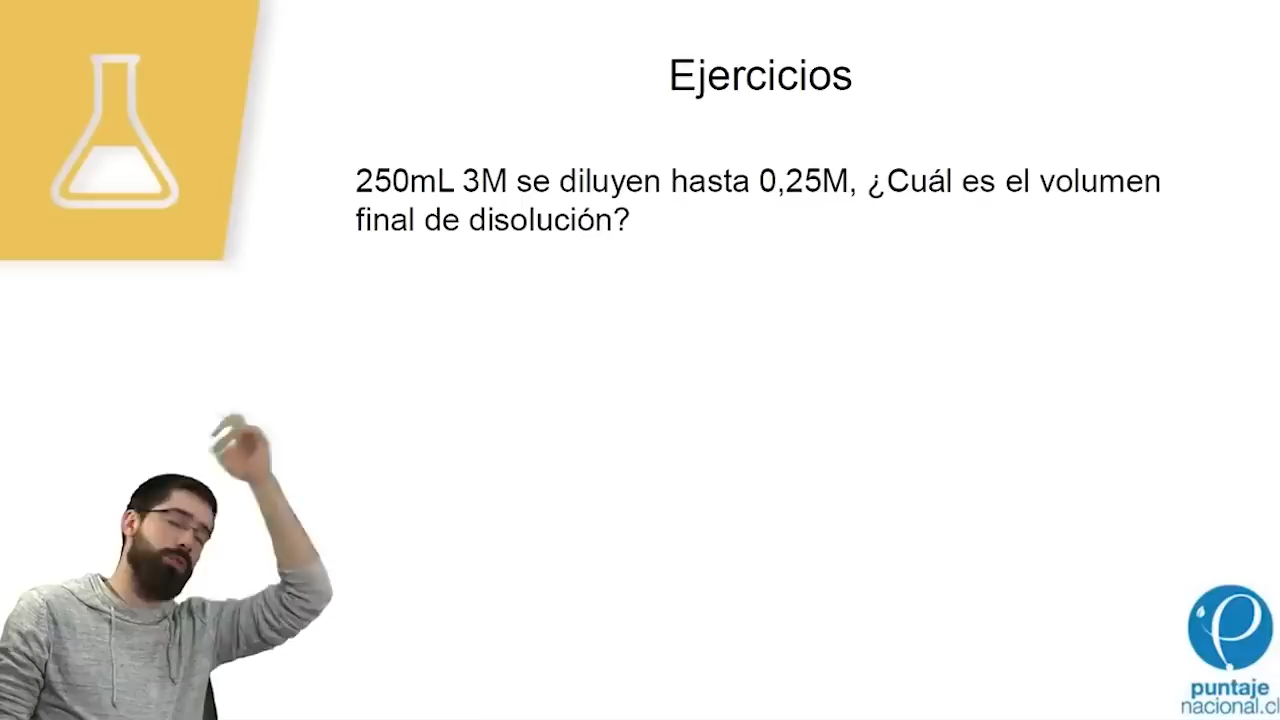 Ejercicios
250mL 3M se diluyen hasta 0,25M, ¿Cuál es el volumen
final de disolución?
puntaje
nacional.cl